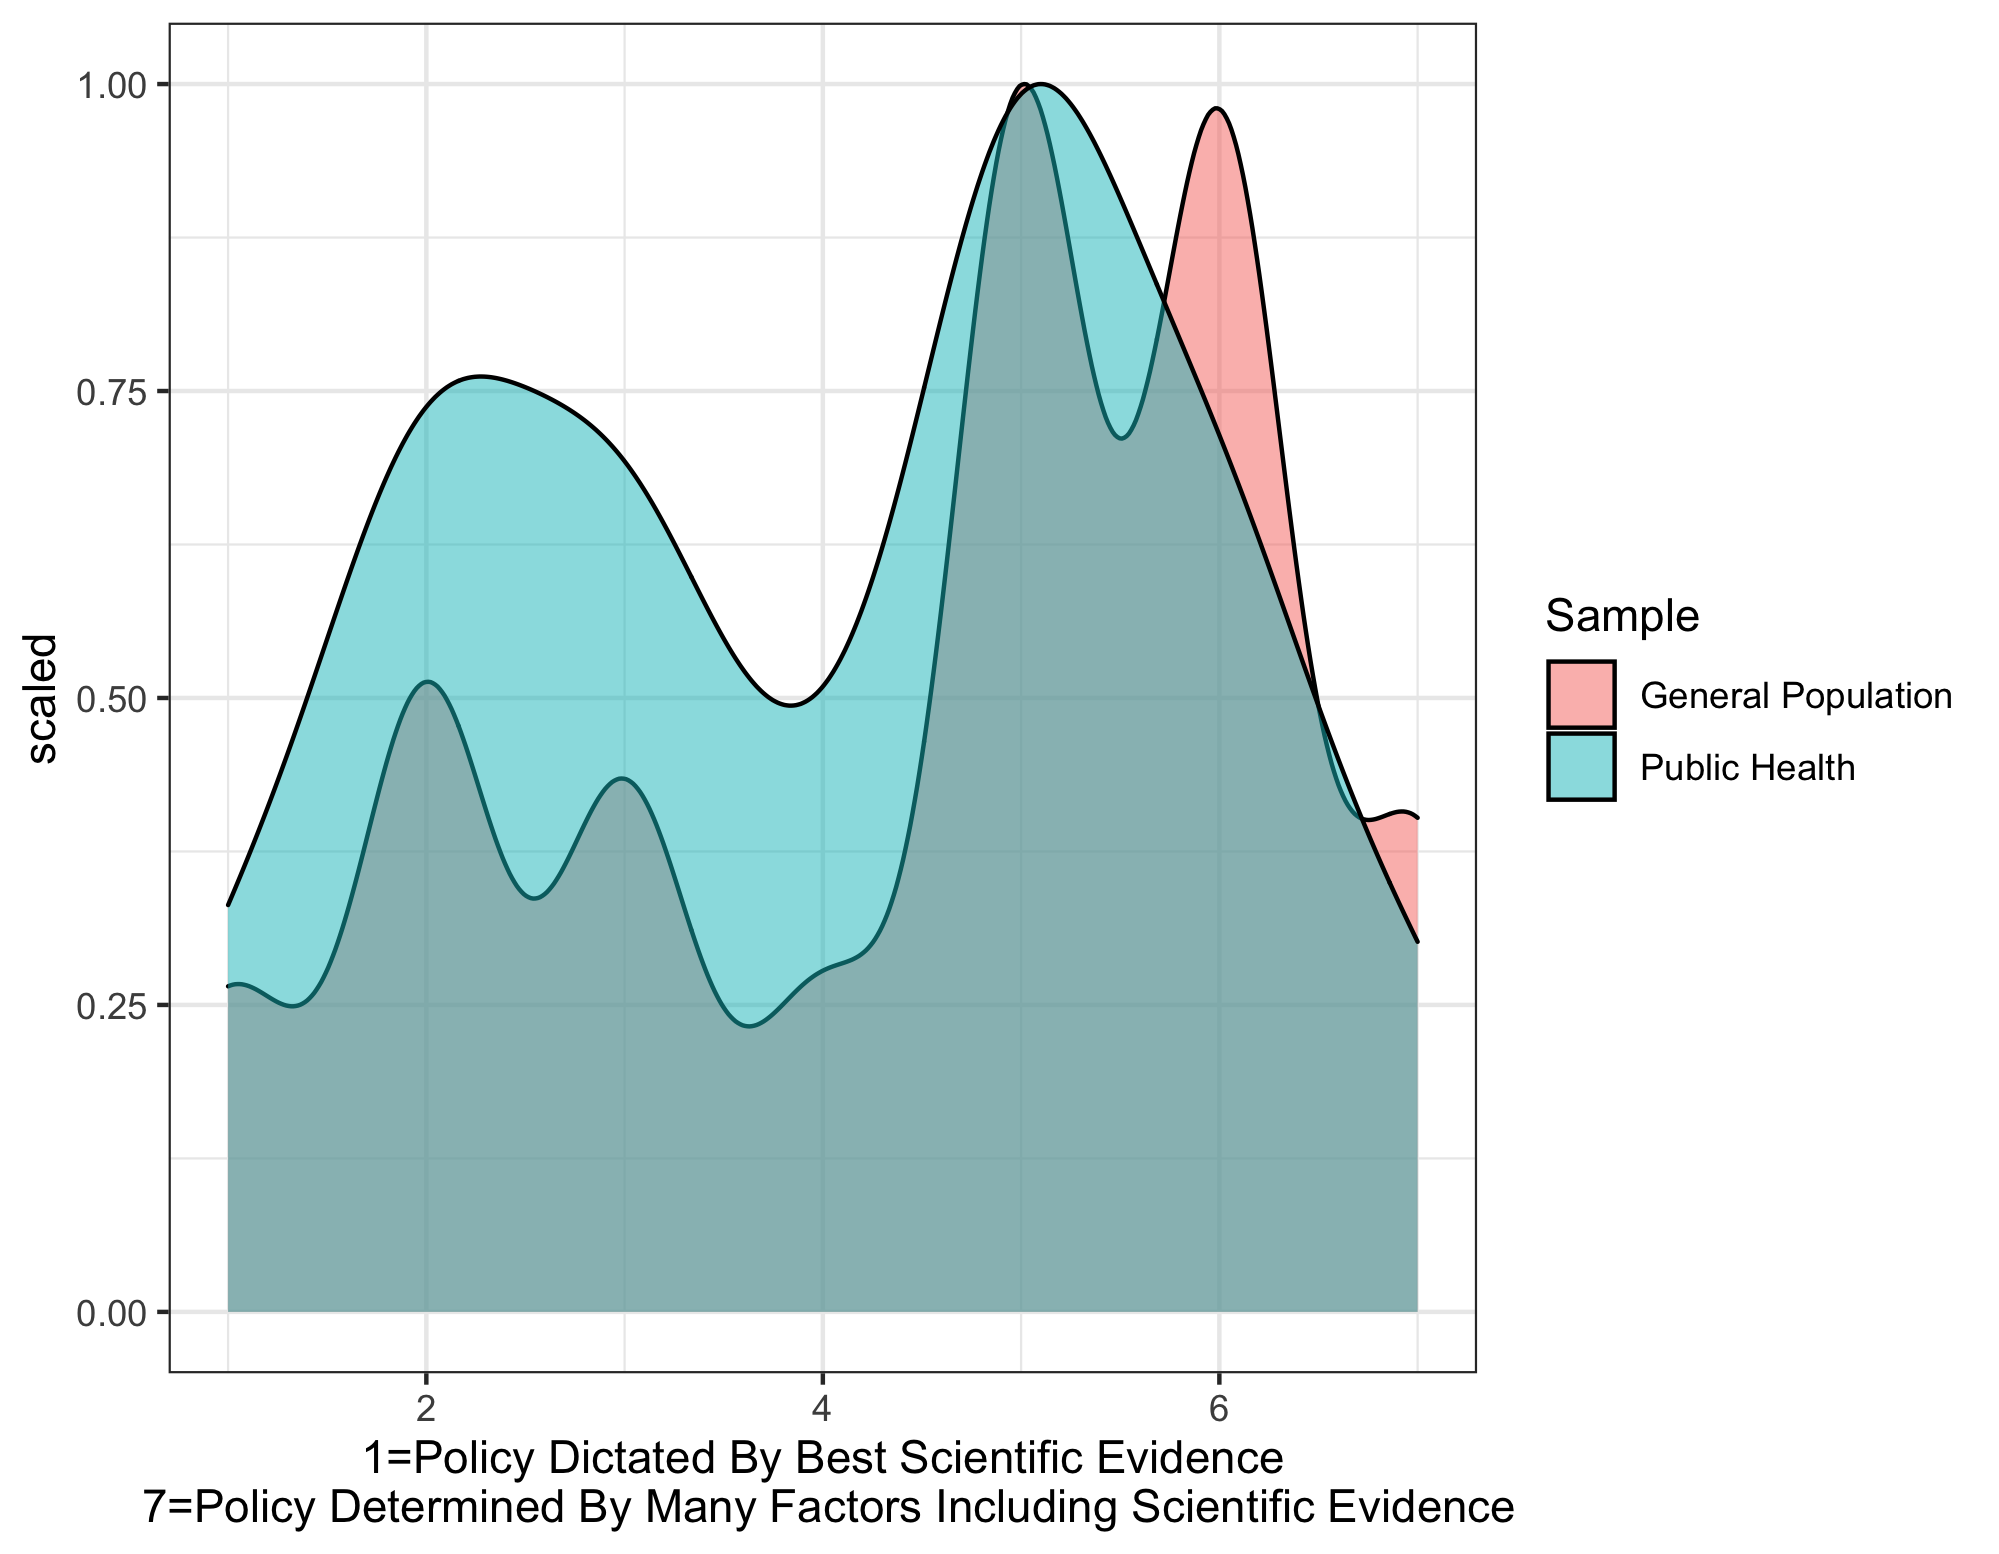 1.00
0.75
0.50
0.25
0.00
scaled
2 4 6
1=Policy Dictated By Best Scientific Evidence
7=Policy Determined By Many Factors Including Scientific Evidence
Sample
General Population
Public Health